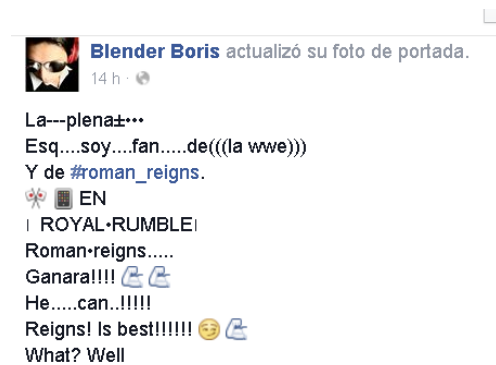 Blender Boris actualizó su foto de portada.
14 h ·
La---plena±•••
Esq....soy....fan.....de(((la wwe)))
Y de #roman_reigns.
🎌 📱 EN
| ROYAL•RUMBLE|
Roman•reigns.....
Ganara!!!! 💪 💪
He.....can..!!!!!
Reigns! Is best!!!!!! 😏 💪
What? Well